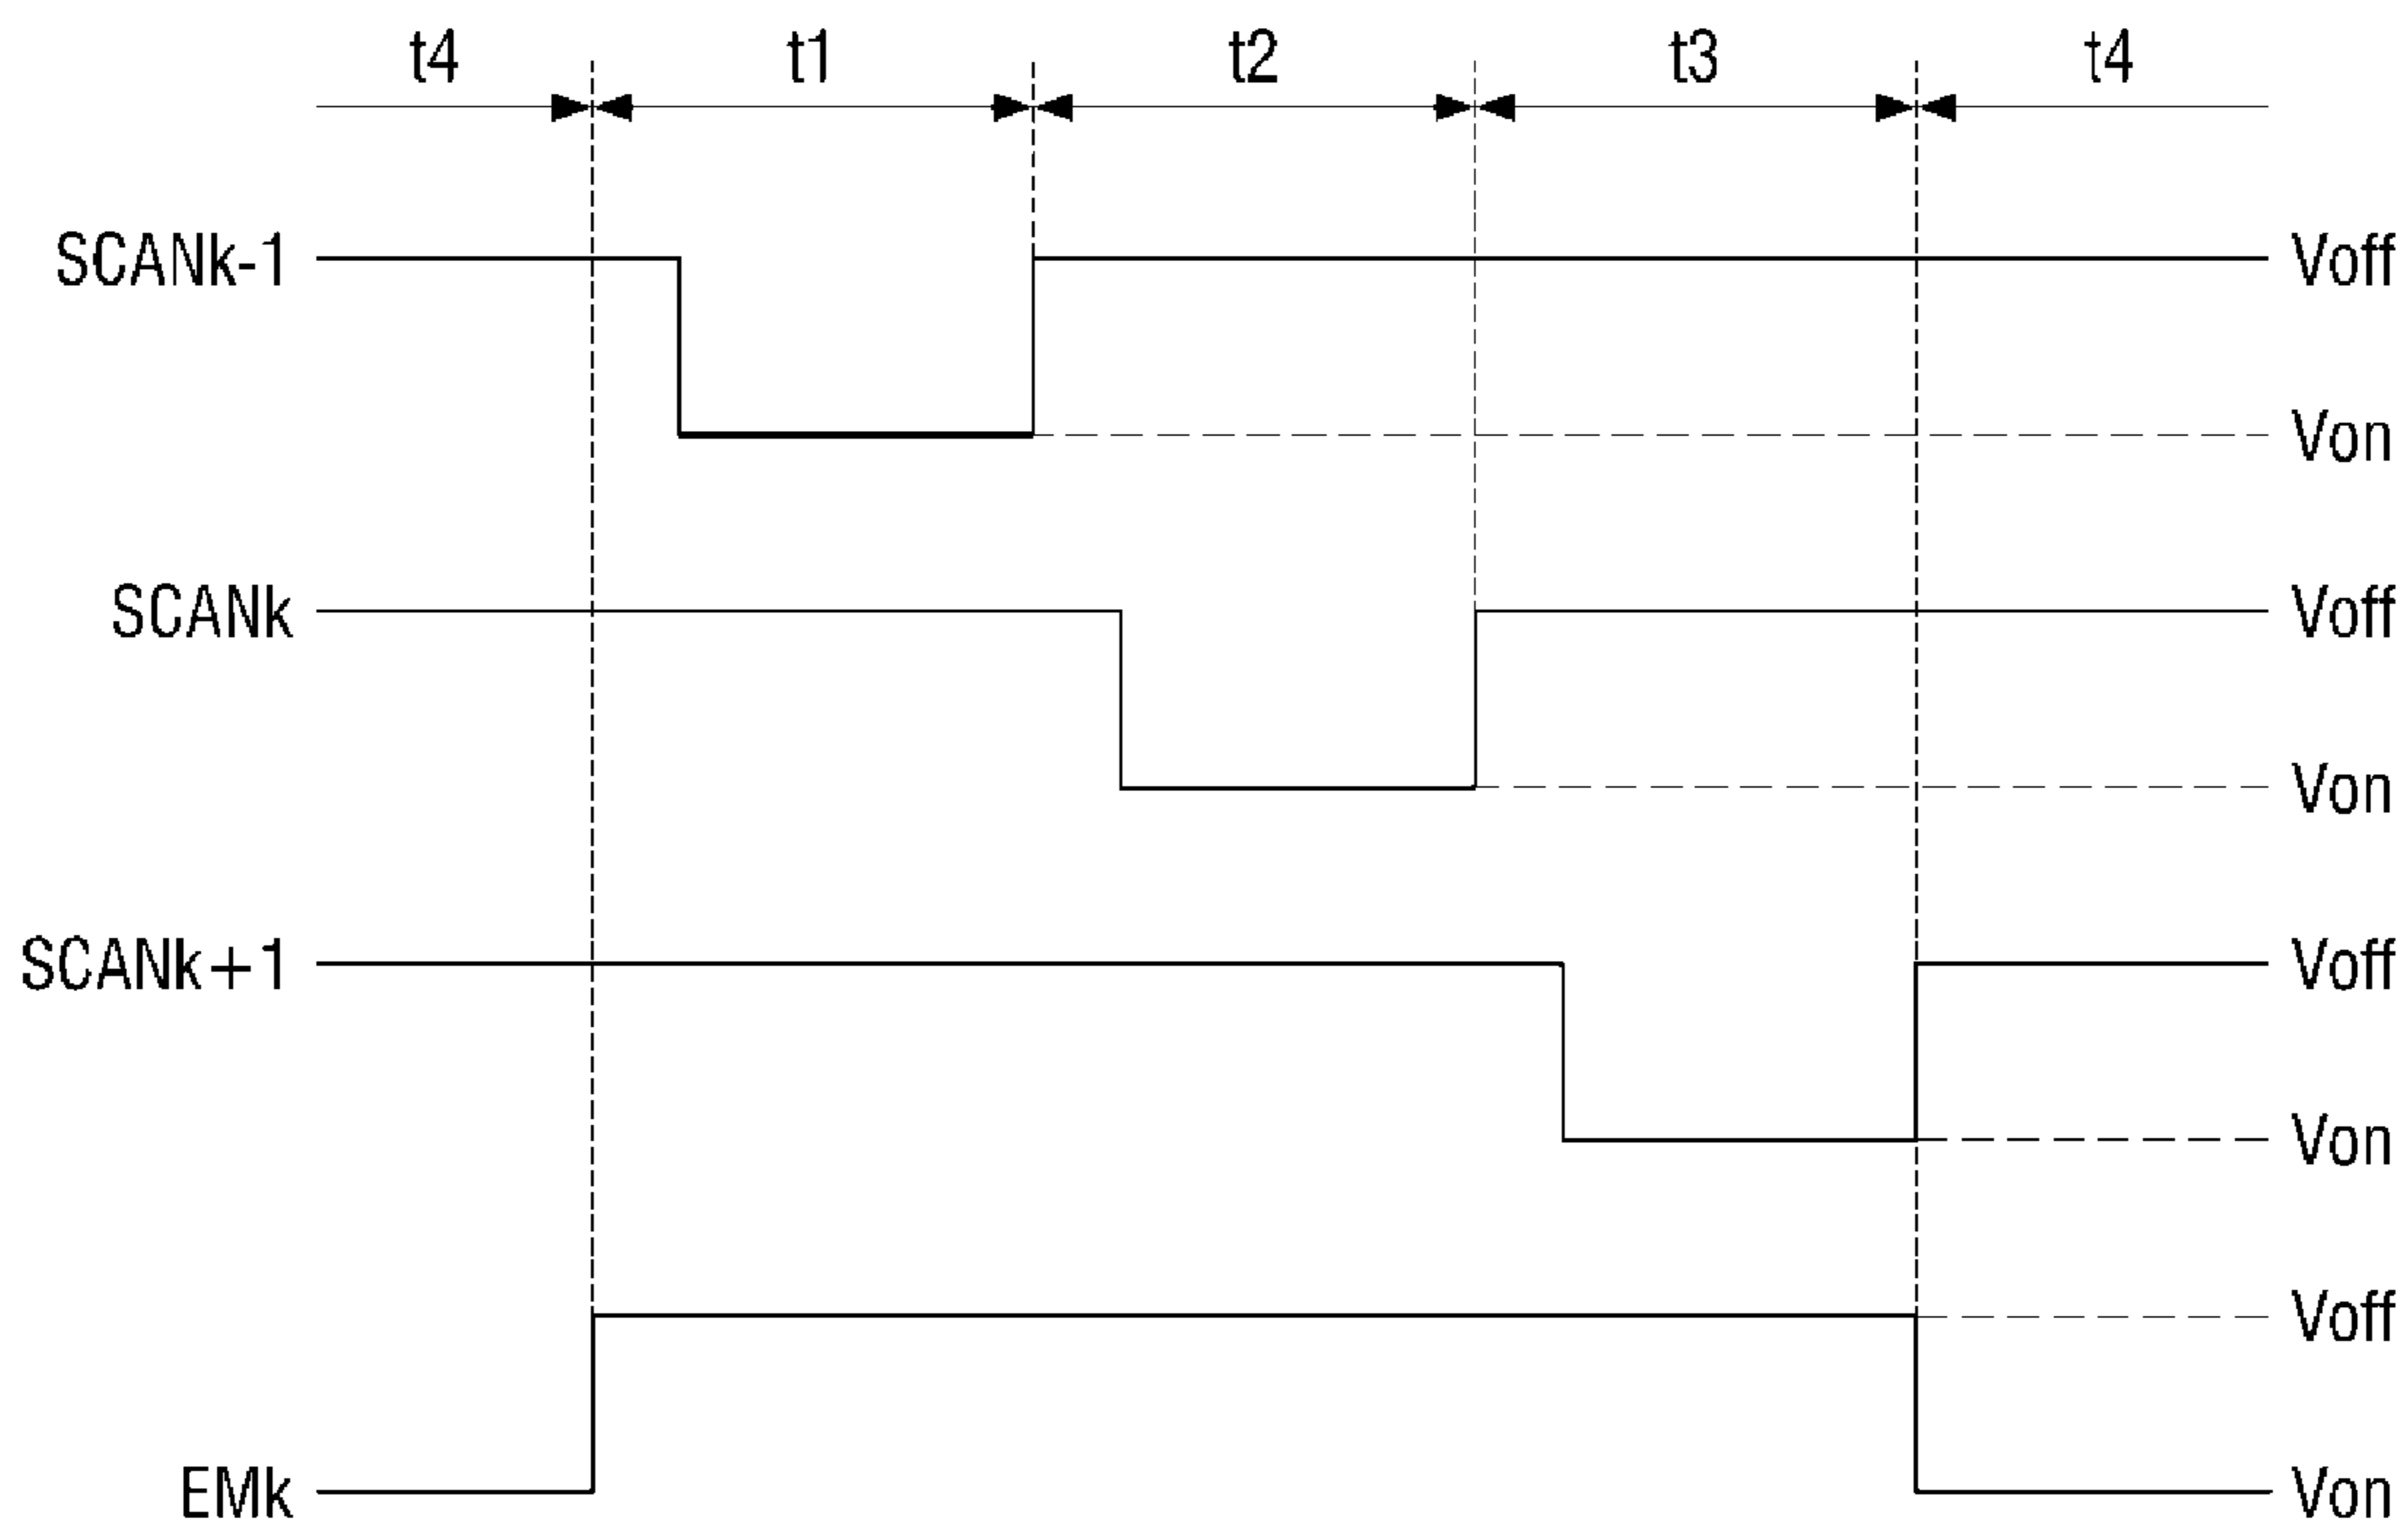 t4 t1 t2 t3 t4
SCANk-1 Voff
Von
SCANk Voff
Von
SCANk+1 Voff
Von
Voff
EMk Von